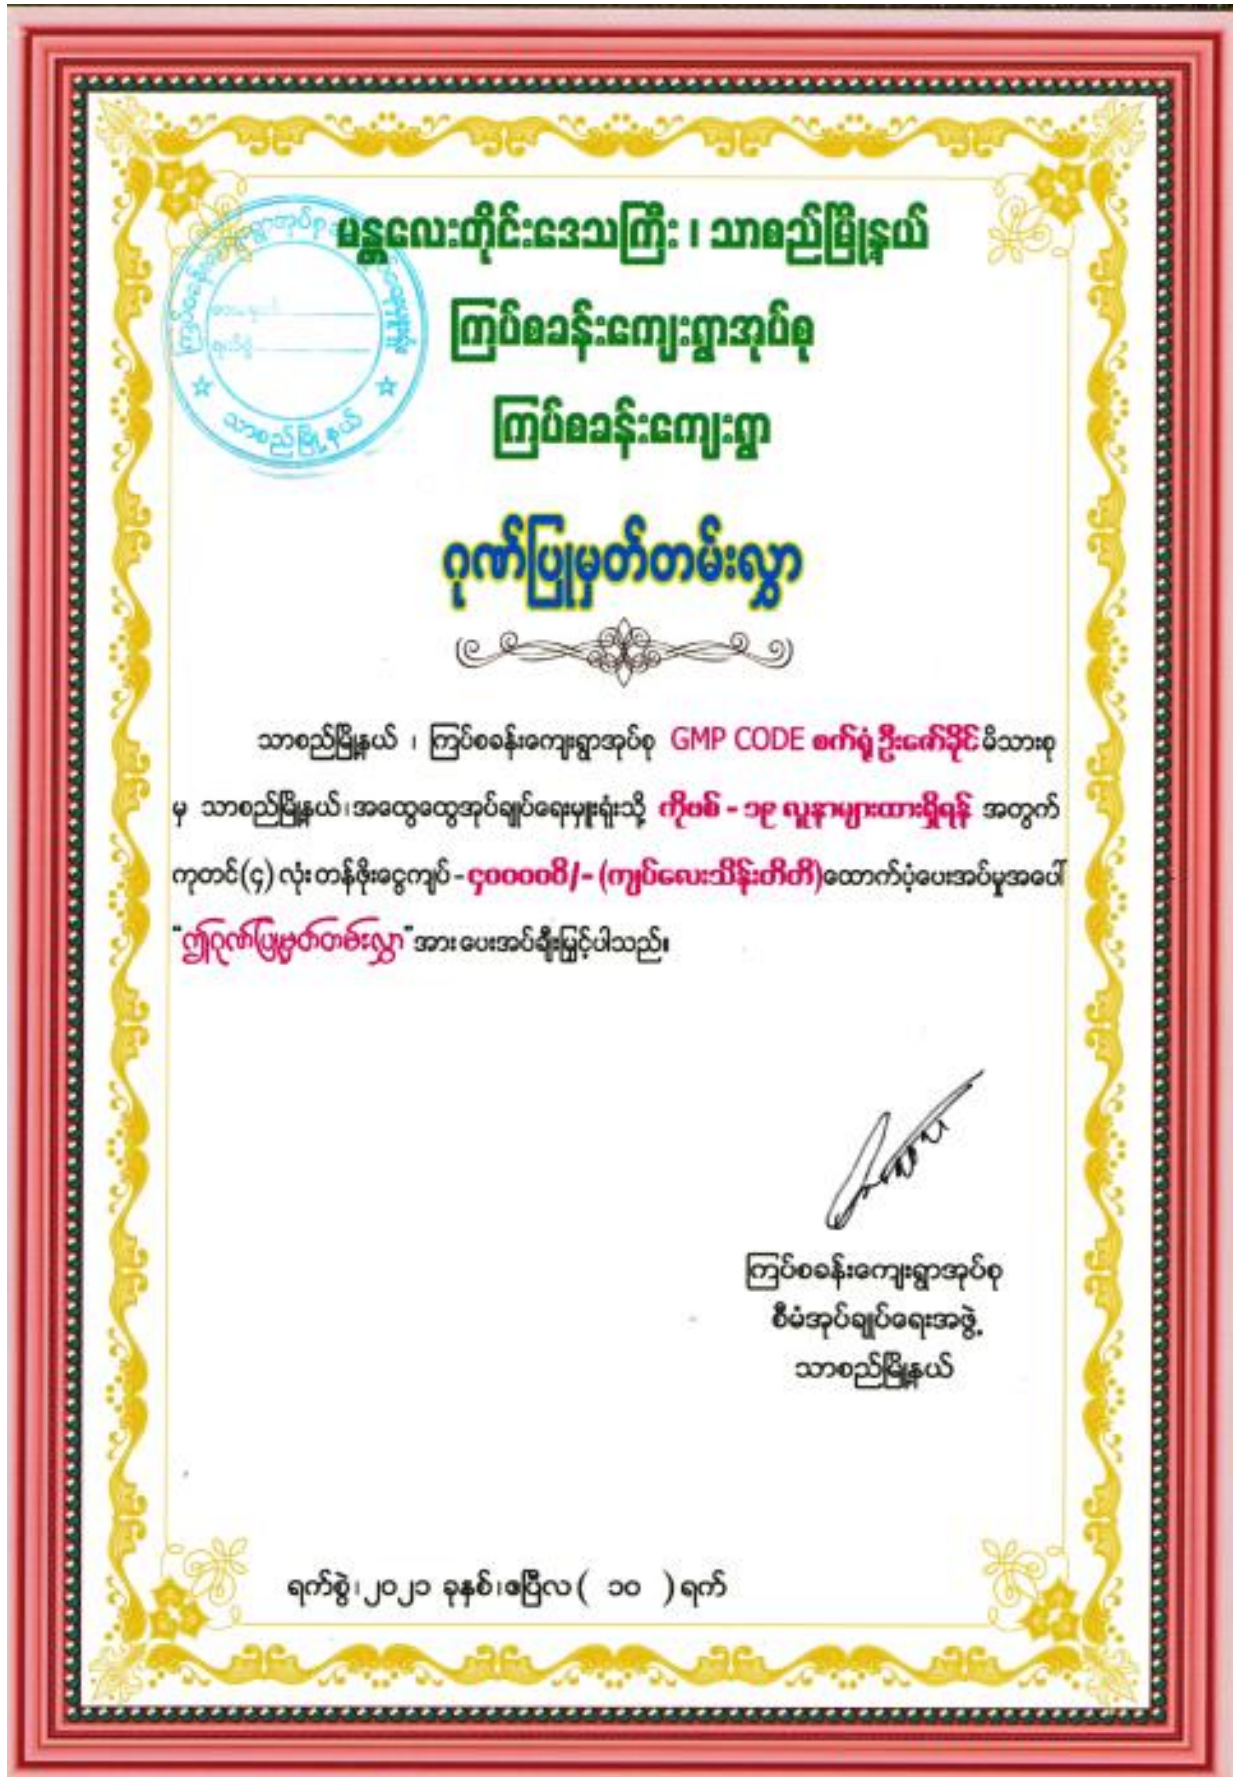 မန္တလေးတိုင်းဒေသကြီး ၊ သာစည်မြို့နယ်
ကြပ်စခန်းကျေးရွာအုပ်စု
ကြပ်စခန်းကျေးရွာ
သာစည်မြို့နယ်
ဂုဏ်ပြုမှတ်တမ်းလွှာ
သာစည်မြို့နယ် ၊ ကြပ်စခန်းကျေးရွာအုပ်စု GMP CODE စက်ရုံ ဦးဇော်ခိုင် မိသားစု
မှ သာစည်မြို့နယ်၊အထွေထွေအုပ်ချုပ်ရေးမှူးရုံးသို့ ကိုဗစ် - ၁၉ လူနာများထားရှိရန် အတွက်
ကုတင်(၄) လုံး တန်ဖိုးငွေကျပ် - ၄၀၀၀၀၀ိ/- (ကျပ်လေးသိန်းတိတိ)ထောက်ပံ့ပေးအပ်မှုအပေါ်
"ဤဂုဏ်ပြုမှတ်တမ်းလွှာ"အား ပေးအပ်ချီးမြှင့်ပါသည်။
ကြပ်စခန်းကျေးရွာအုပ်စု
စီမံအုပ်ချုပ်ရေးအဖွဲ့
သာစည်မြို့နယ်
ရက်စွဲ၊ ၂၀၂၁ ခုနှစ်၊ ဧပြီလ ( ၁၀ ) ရက်